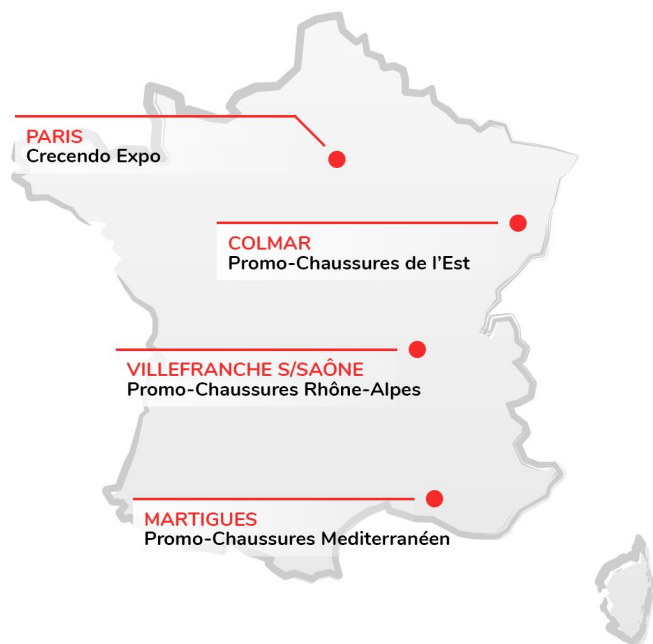 PARIS
Crecendo Expo
COLMAR
Promo-Chaussures de l’Est
VILLEFRANCHE S/SAÔNE
Promo-Chaussures Rhône-Alpes
MARTIGUES
Promo-Chaussures Mediterranéen